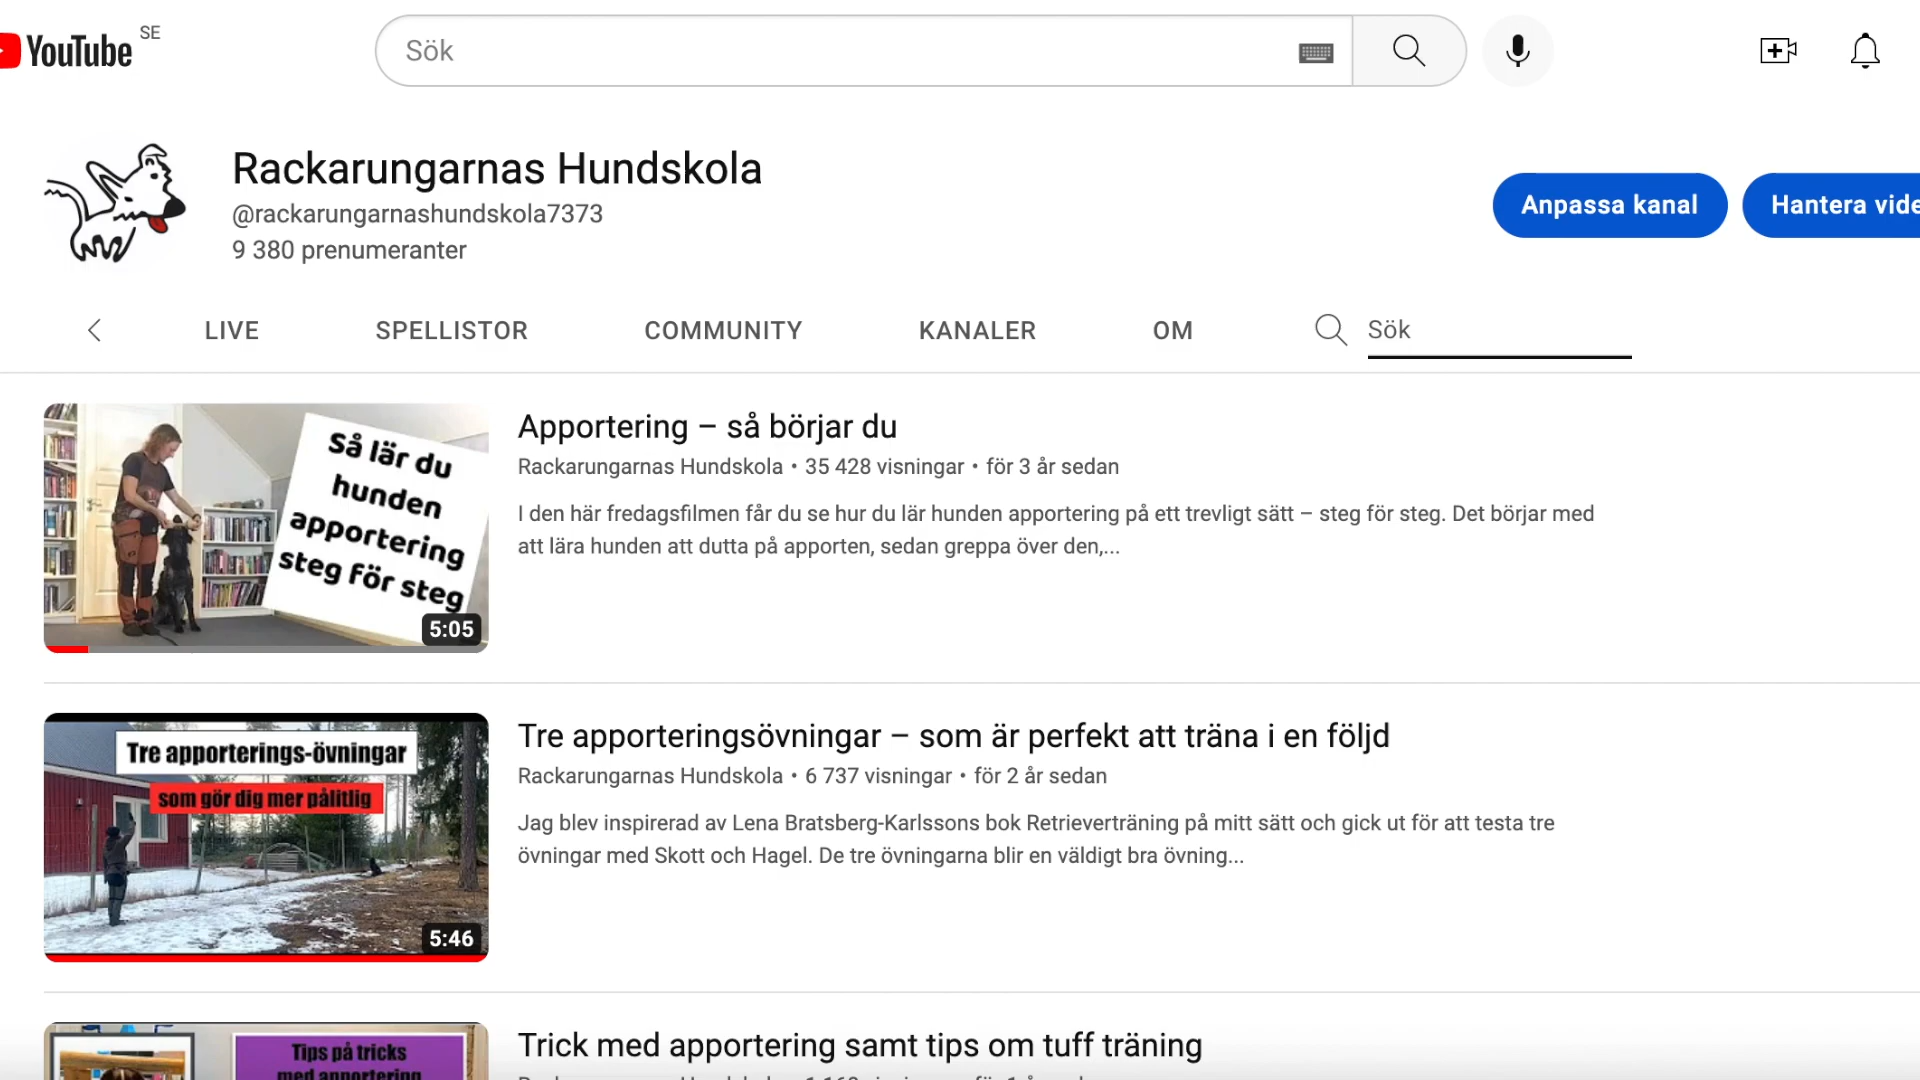 YouTube SE
Sök
Rackarungarnas Hundskola
@rackarungarnashundskola7373
9 380 prenumeranter
Anpassa kanal
Hantera vide
LIVE SPELLISTOR COMMUNITY KANALER OM Sök
Så lär du
hunden
apportering
steg för steg
5:05
Apportering – så börjar du
Rackarungarnas Hundskola • 35 428 visningar • för 3 år sedan
I den här fredagsfilmen får du se hur du lär hunden apportering på ett trevligt sätt – steg för steg. Det börjar med
att lära hunden att dutta på apporten, sedan greppa över den,...
Tre apporterings-övningar
som gör dig mer pålitlig
5:46
Tre apporteringsövningar – som är perfekt att träna i en följd
Rackarungarnas Hundskola • 6 737 visningar • för 2 år sedan
Jag blev inspirerad av Lena Bratsberg-Karlssons bok Retrieverträning på mitt sätt och gick ut för att testa tre
övningar med Skott och Hagel. De tre övningarna blir en väldigt bra övning...
Tips på tricks
med apportering
Trick med apportering samt tips om tuff träning